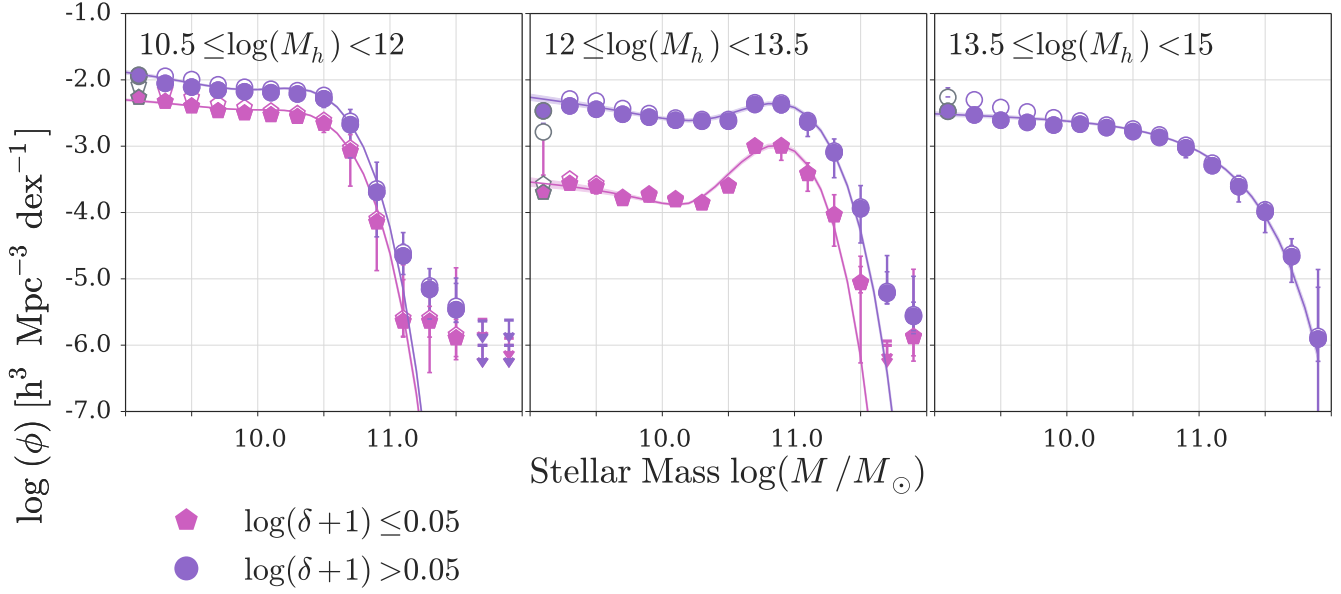 10.5 ≤log(M_h) <12
12 ≤log(M_h) <13.5
13.5 ≤log(M_h) <15
-1.0
-2.0
-3.0
-4.0
-5.0
-6.0
-7.0
log (ϕ) [h³ Mpc⁻³ dex⁻¹ ]
10.0 11.0 10.0 11.0 10.0 11.0
Stellar Mass log(M /M_⊙)
log(δ+1) ≤0.05
log(δ+1) >0.05